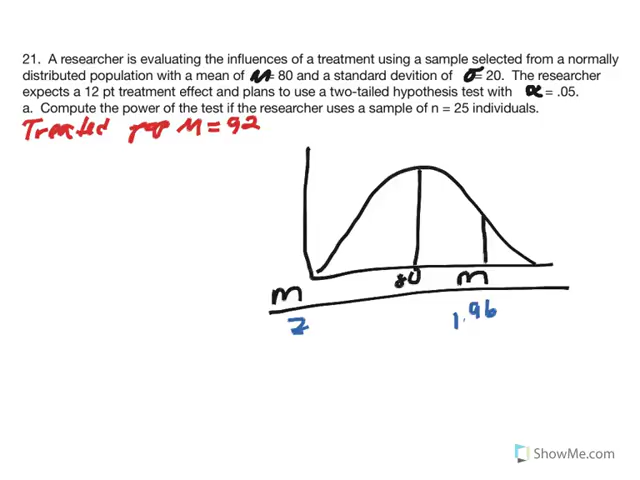 21. A researcher is evaluating the influences of a treatment using a sample selected from a normally
distributed population with a mean of μ= 80 and a standard devition of σ= 20. The researcher
expects a 12 pt treatment effect and plans to use a two-tailed hypothesis test with α = .05.
a. Compute the power of the test if the researcher uses a sample of n = 25 individuals.
Treated pop M = 92
80 m
m
z 1.96
ShowMe.com